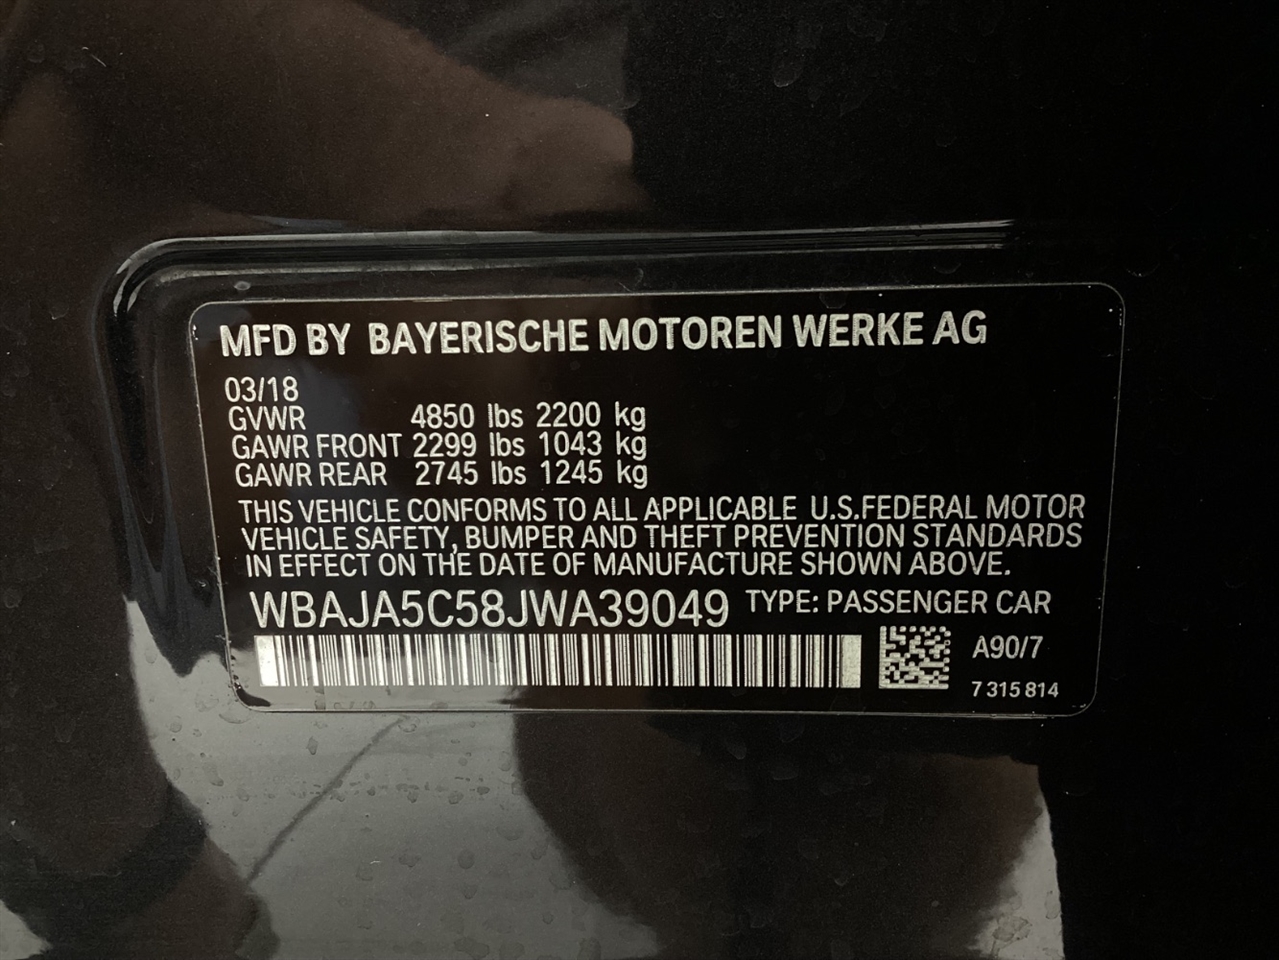 MFD BY BAYERISCHE MOTOREN WERKE AG
03/18
GVWR 4850 lbs 2200 kg
GAWR FRONT 2299 lbs 1043 kg
GAWR REAR 2745 lbs 1245 kg
THIS VEHICLE CONFORMS TO ALL APPLICABLE U.S.FEDERAL MOTOR
VEHICLE SAFETY, BUMPER AND THEFT PREVENTION STANDARDS
IN EFFECT ON THE DATE OF MANUFACTURE SHOWN ABOVE.
WBAJA5C58JWA39049 TYPE: PASSENGER CAR
A90/7
7 315 814